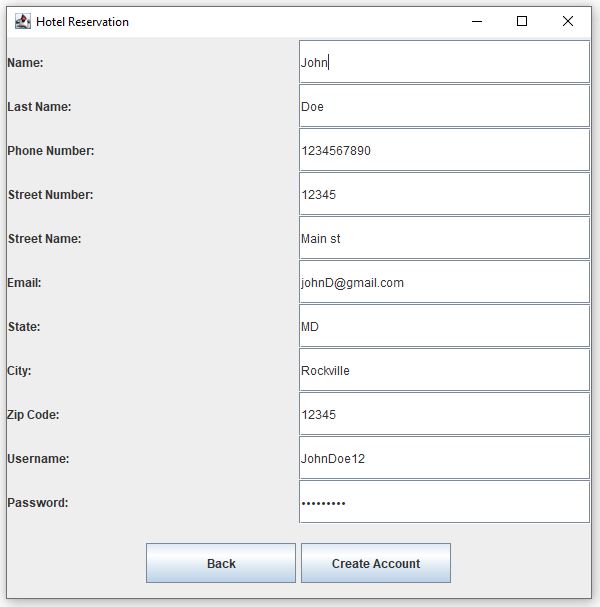 Hotel Reservation
Name: John
Last Name: Doe
Phone Number: 1234567890
Street Number: 12345
Street Name: Main st
Email: johnD@gmail.com
State: MD
City: Rockville
Zip Code: 12345
Username: JohnDoe12
Password: •••••••••
Back Create Account